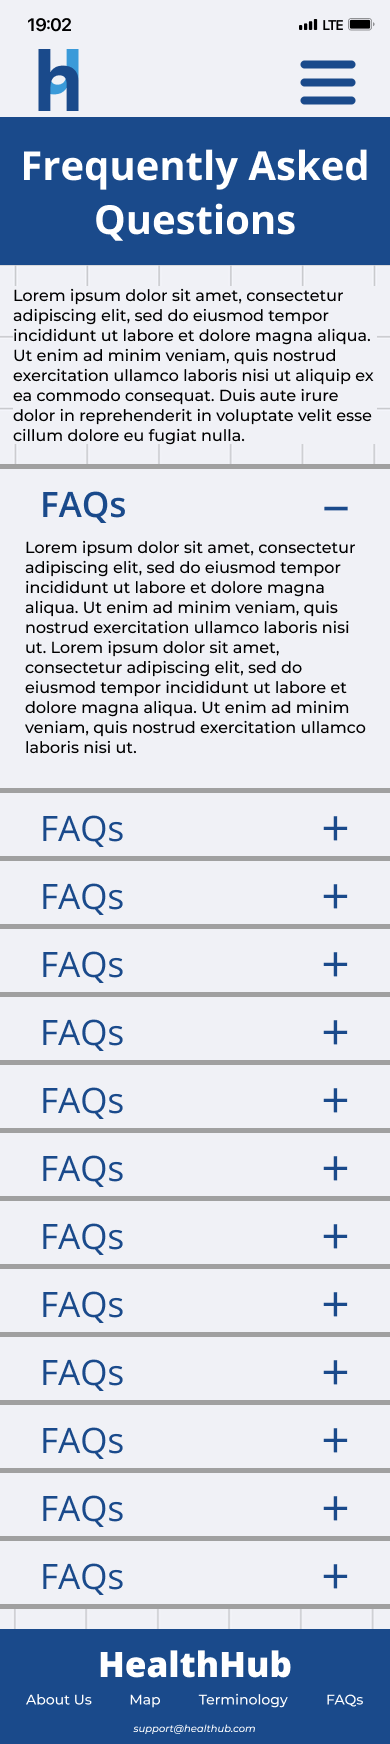 19:02
LTE
Frequently Asked
Questions
Lorem ipsum dolor sit amet, consectetur
adipiscing elit, sed do eiusmod tempor
incididunt ut labore et dolore magna aliqua.
Ut enim ad minim veniam, quis nostrud
exercitation ullamco laboris nisi ut aliquip ex
ea commodo consequat. Duis aute irure
dolor in reprehenderit in voluptate velit esse
cillum dolore eu fugiat nulla.
FAQs
Lorem ipsum dolor sit amet, consectetur
adipiscing elit, sed do eiusmod tempor
incididunt ut labore et dolore magna
aliqua. Ut enim ad minim veniam, quis
nostrud exercitation ullamco laboris nisi
ut. Lorem ipsum dolor sit amet,
consectetur adipiscing elit, sed do
eiusmod tempor incididunt ut labore et
dolore magna aliqua. Ut enim ad minim
veniam, quis nostrud exercitation ullamco
laboris nisi ut.
FAQs
FAQs
FAQs
FAQs
FAQs
FAQs
FAQs
FAQs
FAQs
FAQs
FAQs
FAQs
HealthHub
About Us Map Terminology FAQs
support@healthub.com